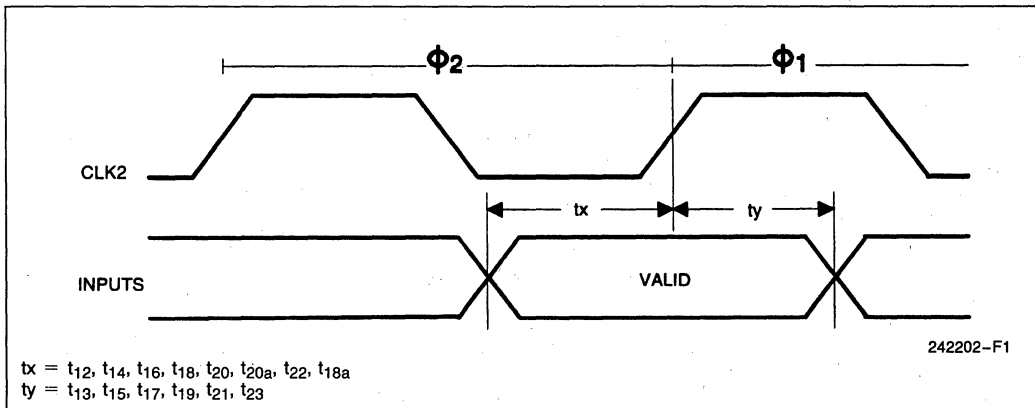 Φ2 Φ1
CLK2
tx ty
INPUTS VALID
242202–F1
tx = t12, t14, t16, t18, t20, t20a, t22, t18a
ty = t13, t15, t17, t19, t21, t23